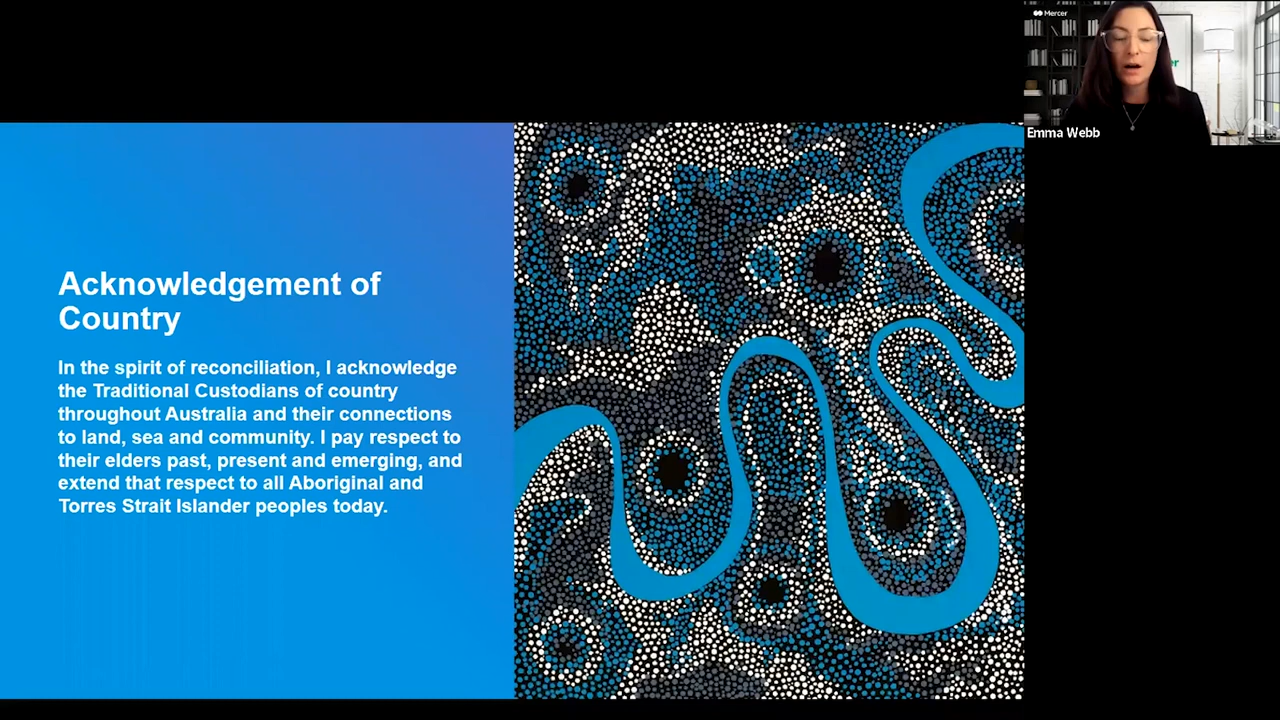 Mercer
Emma Webb
Acknowledgement of
Country
In the spirit of reconciliation, I acknowledge
the Traditional Custodians of country
throughout Australia and their connections
to land, sea and community. I pay respect to
their elders past, present and emerging, and
extend that respect to all Aboriginal and
Torres Strait Islander peoples today.